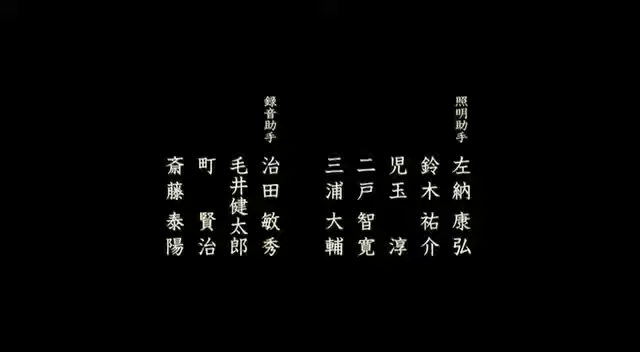 照明助手
左納康弘
鈴木祐介
児玉淳
二戸智寛
三浦大輔
録音助手
治田敏秀
毛井健太郎
町賢治
斎藤泰陽